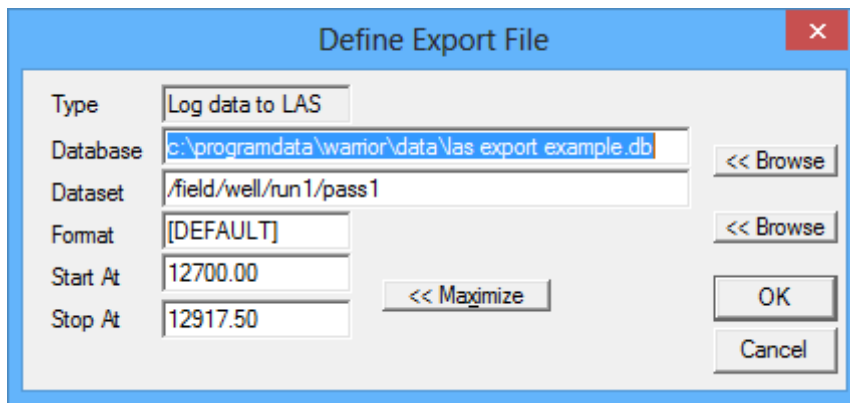 Define Export File
Type Log data to LAS
Database c:\programdata\warrior\data\las export example.db
<< Browse
Dataset /field/well/run1/pass1
Format [DEFAULT] << Browse
Start At 12700.00
<< Maximize OK
Stop At 12917.50
Cancel